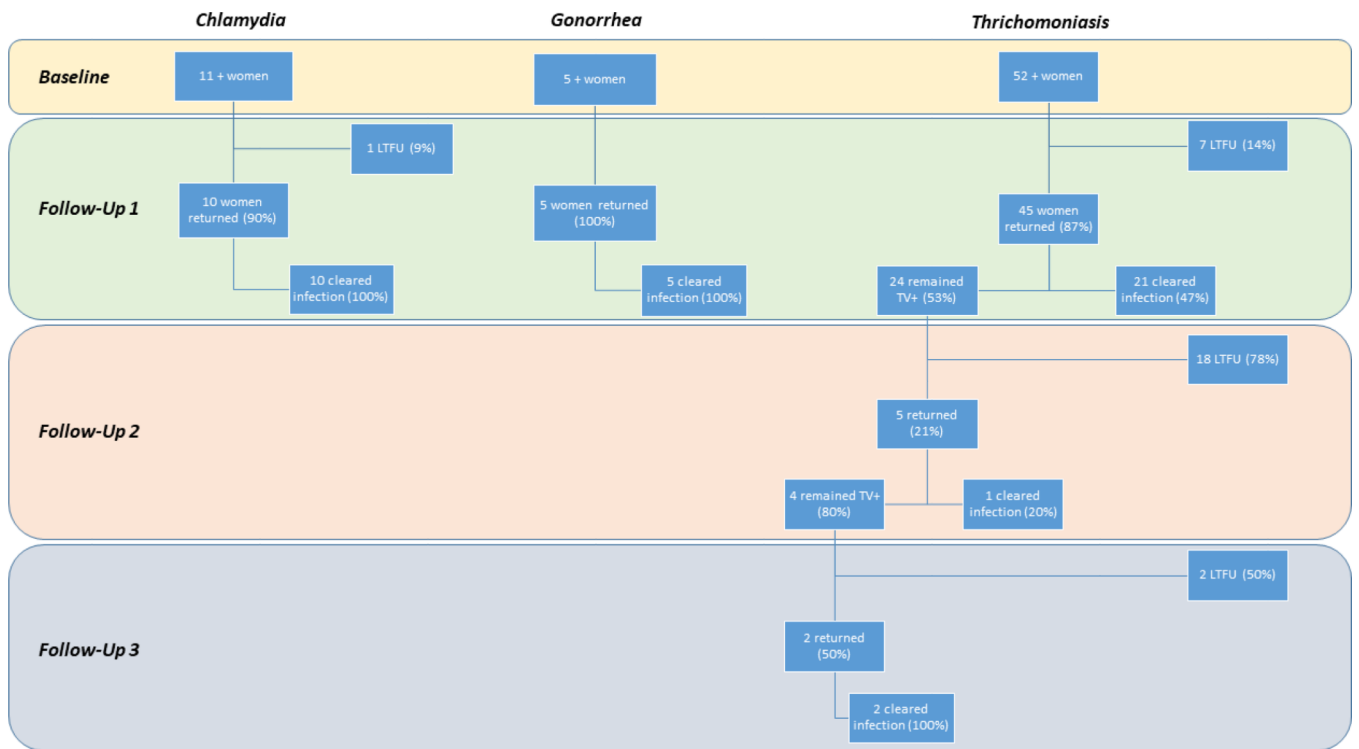 Chlamydia
Gonorrhea
Thrichomoniasis
Baseline
11 + women
5 + women
52 + women
Follow-Up 1
1 LTFU (9%)
7 LTFU (14%)
10 women
returned (90%)
5 women returned
(100%)
45 women
returned (87%)
10 cleared
infection (100%)
5 cleared
infection (100%)
24 remained
TV+ (53%)
21 cleared
infection (47%)
Follow-Up 2
18 LTFU (78%)
5 returned
(21%)
4 remained TV+
(80%)
1 cleared
infection (20%)
Follow-Up 3
2 LTFU (50%)
2 returned
(50%)
2 cleared
infection (100%)